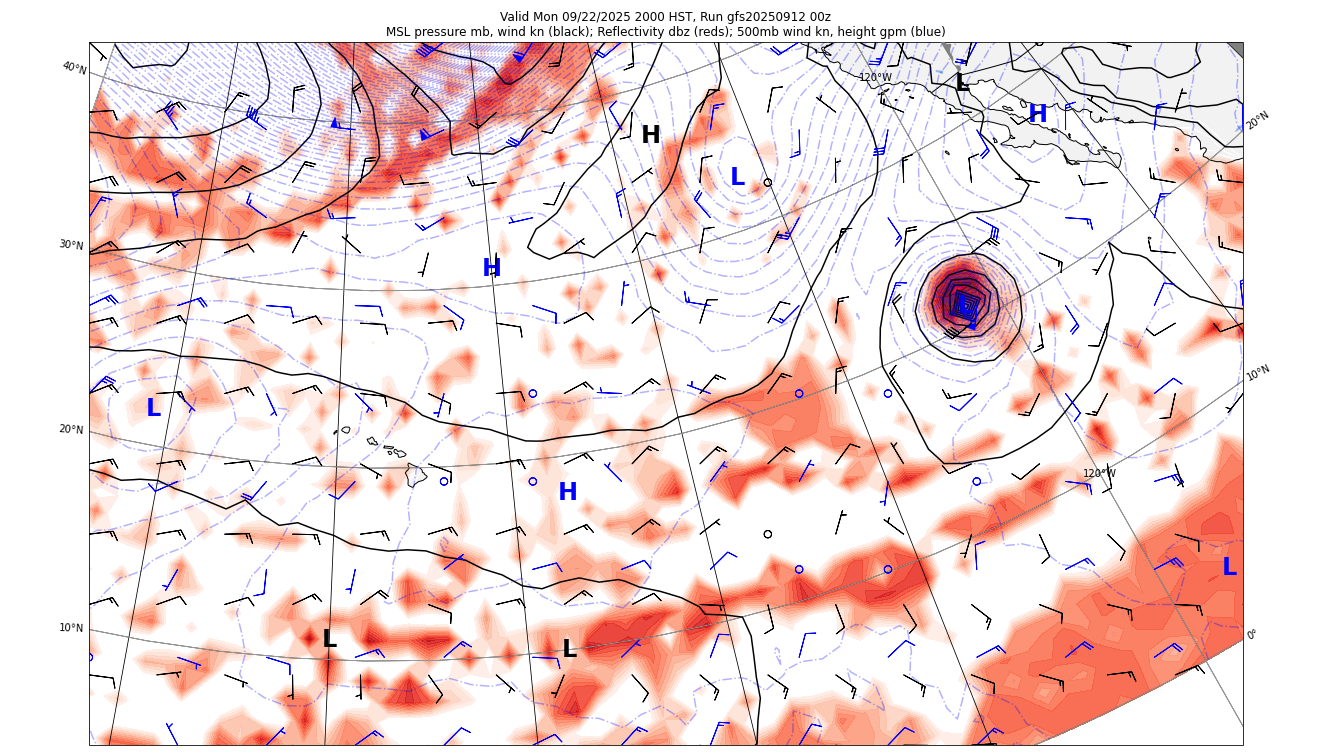 Valid Mon 09/22/2025 2000 HST, Run gfs20250912 00z
MSL pressure mb, wind kn (black); Reflectivity dbz (reds); 500mb wind kn, height gpm (blue)
40°N
120°W
L
H
20°N
H
L
30°N
H
10°N
L
20°N
120°W
H
L
10°N
L
L
0°